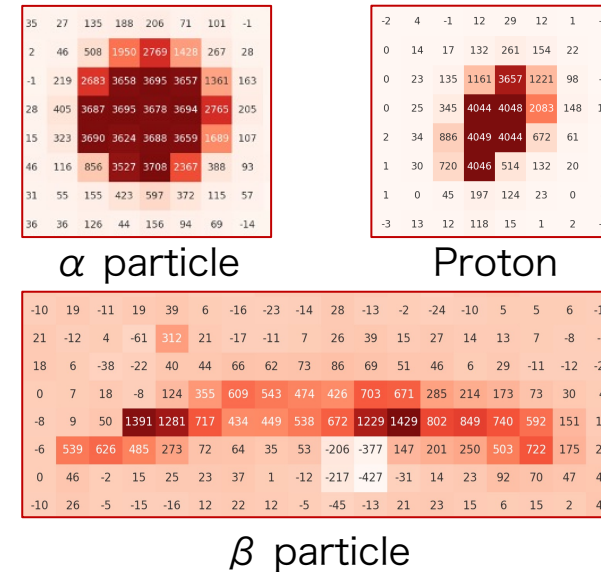 35 27 135 188 206 71 101 -1
2 46 508 1950 2769 1428 267 28
-1 219 2683 3658 3695 3657 1361 163
28 405 3687 3695 3678 3694 2765 205
15 323 3690 3624 3688 3659 1689 107
46 116 856 3527 3708 2367 388 93
31 55 155 423 597 372 115 57
36 36 126 44 156 94 69 -14
α particle
-2 4 -1 12 29 12 1
0 14 17 132 261 154 22
0 23 135 1161 3657 1221 98
0 25 345 4044 4048 2083 148
2 34 886 4049 4044 672 61
1 30 720 4046 514 132 20
1 0 45 197 124 23 0
-3 13 12 118 15 1 2
Proton
-10 19 -11 19 39 6 -16 -23 -14 28 -13 -2 -24 -10 5 5 6
21 -12 4 -61 312 21 -17 -11 7 26 39 15 27 14 13 7 -8
18 6 -38 -22 40 44 66 62 73 86 69 51 46 6 29 -11 -12
0 7 18 -8 124 355 609 543 474 426 703 671 285 214 173 73 30
-8 9 50 1391 1281 717 434 449 538 672 1229 1429 802 849 740 592 151
-6 539 626 485 273 72 64 35 53 -206 -377 147 201 250 503 722 175
0 46 -2 15 25 23 37 1 -12 -217 -427 -31 14 23 92 70 47
-10 26 -5 -15 -16 12 22 12 -5 -45 -13 21 23 15 6 15 2
β particle